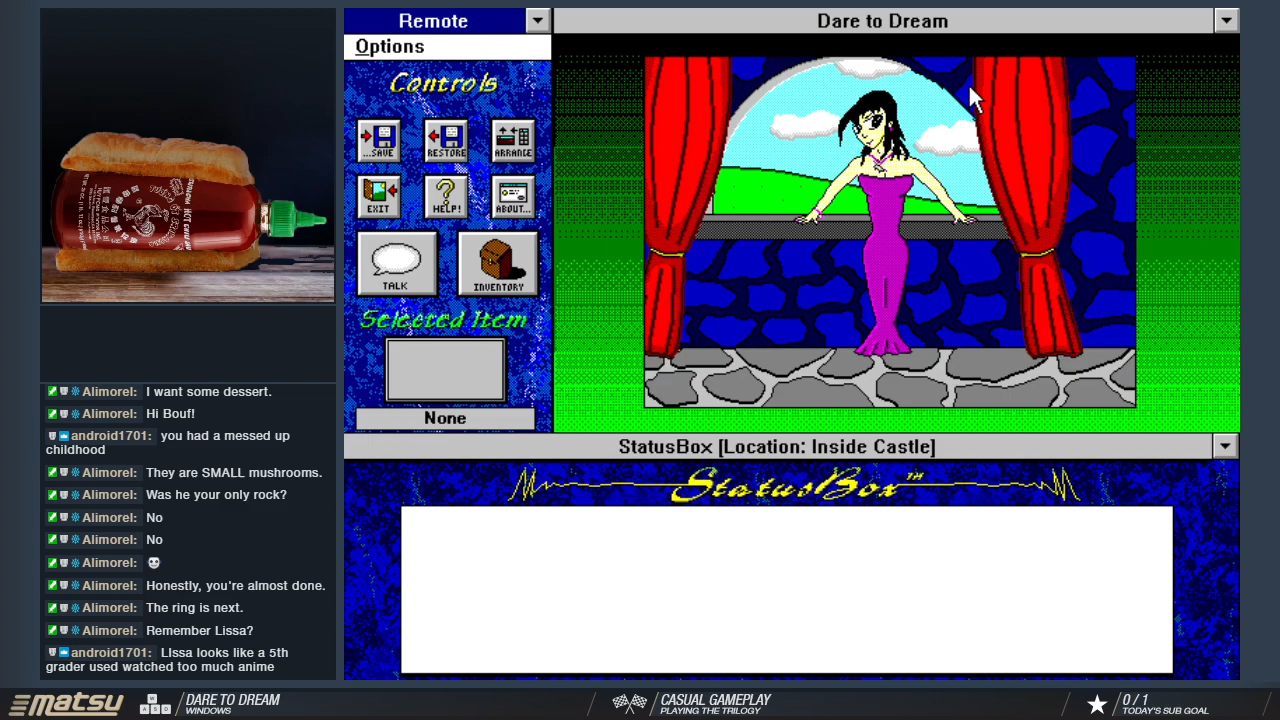 Remote
Dare to Dream
Options
Controls
...SAVE
RESTORE
ARRANGE
EXIT
HELP!
ABOUT...
TALK
INVENTORY
Selected Item
None
StatusBox [Location: Inside Castle]
StatusBox™
Alimorel: I want some dessert.
Alimorel: Hi Bouf!
android1701: you had a messed up
childhood
Alimorel: They are SMALL mushrooms.
Alimorel: Was he your only rock?
Alimorel: No
Alimorel: No
Alimorel:
Alimorel: Honestly, you're almost done.
Alimorel: The ring is next.
Alimorel: Remember Lissa?
android1701: LIssa looks like a 5th
grader used watched too much anime
matsu
W
A S D
DARE TO DREAM
WINDOWS
CASUAL GAMEPLAY
PLAYING THE TRILOGY
0 / 1
TODAY'S SUB GOAL